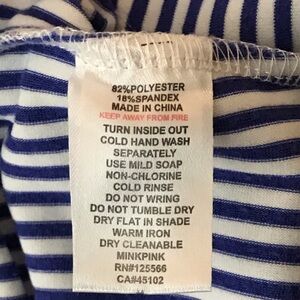 82%POLYESTER
18%SPANDEX
MADE IN CHINA
KEEP AWAY FROM FIRE
TURN INSIDE OUT
COLD HAND WASH
SEPARATELY
USE MILD SOAP
NON-CHLORINE
COLD RINSE
DO NOT WRING
DO NOT TUMBLE DRY
DRY FLAT IN SHADE
WARM IRON
DRY CLEANABLE
MINKPINK
RN#125566
CA#45102